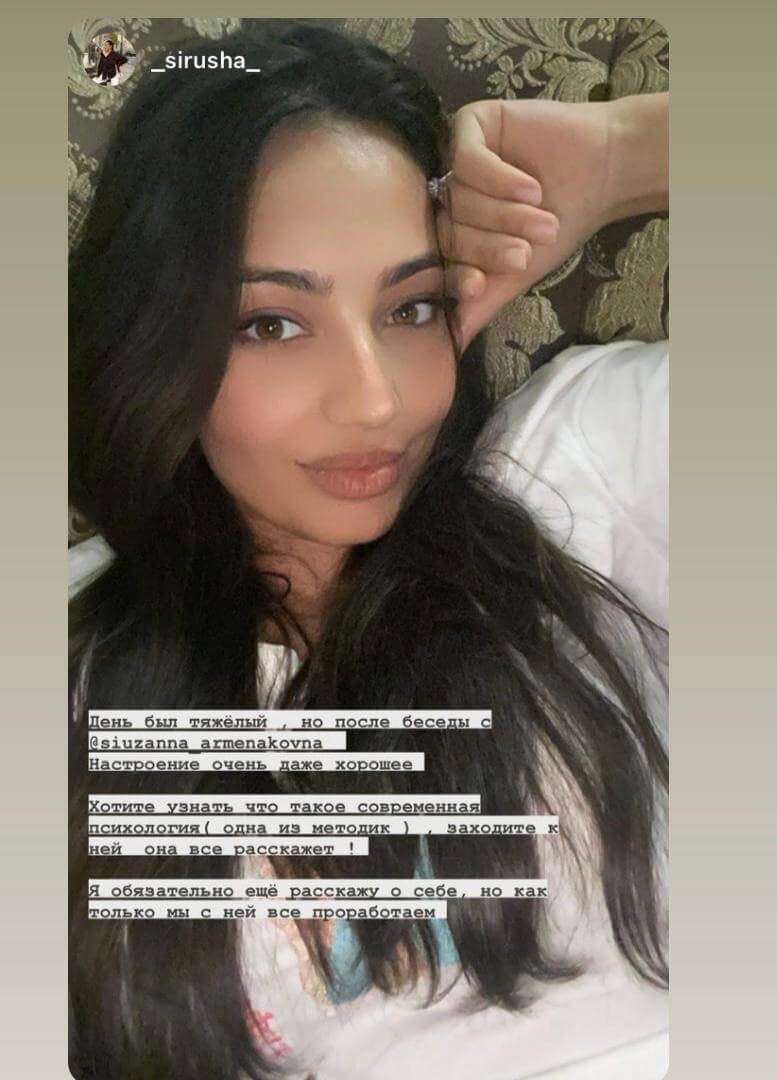 _sirusha_
День был тяжёлый , но после беседы с
@siuzanna_armenakovna
Настроение очень даже хорошее
Хотите узнать что такое современная
психология( одна из методик ) , заходите к
ней она все расскажет !
Я обязательно ещё расскажу о себе, но как
только мы с ней все проработаем